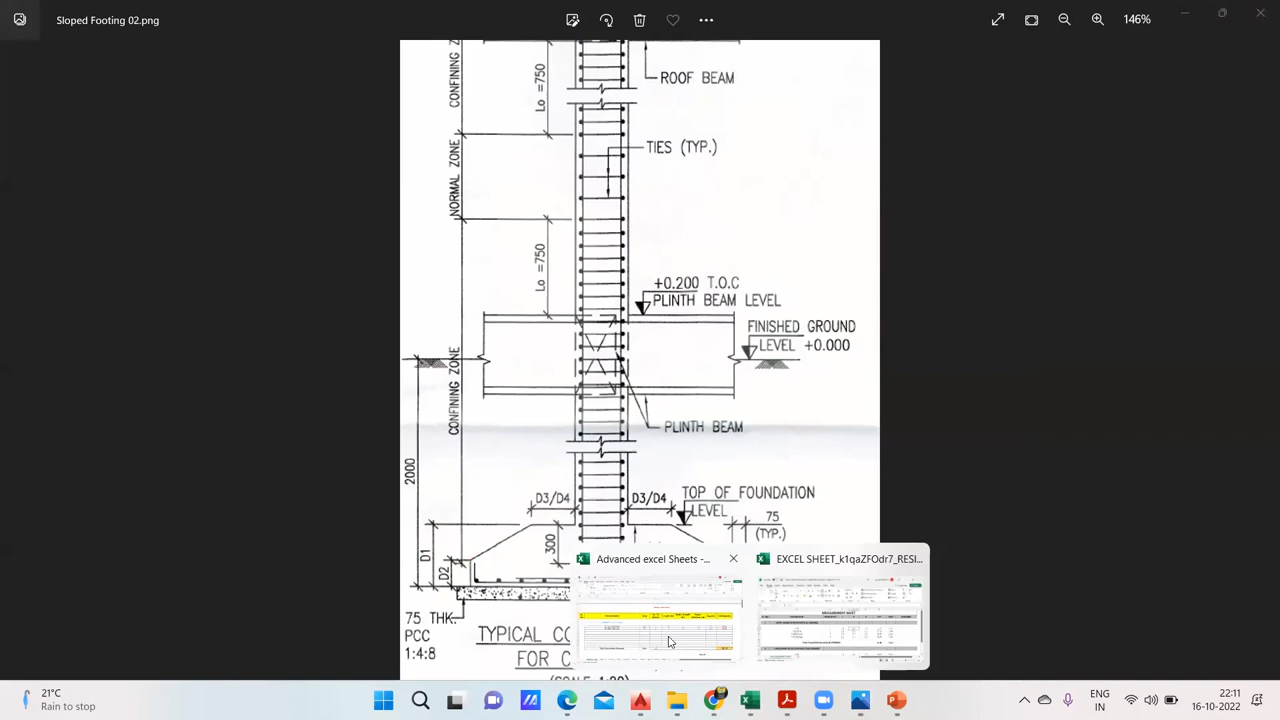 Sloped Footing 02.png
146%
CONFINING Z
Lo =750
ROOF BEAM
TIES (TYP.)
NORMAL ZONE
Lo =750
+0.200 T.O.C
PLINTH BEAM LEVEL
FINISHED GROUND
LEVEL +0.000
CONFINING ZONE
PLINTH BEAM
2000
D3/D4
D3/D4
TOP OF FOUNDATION
LEVEL
75
(TYP.)
D1
D2
300
75 THK.
PCC
1:4:8
TYPICAL CO
FOR C
Advanced excel Sheets -...
EXCEL SHEET_k1qaZFOdr7_RESI...
MEASUREMENT SHEET
21°C
Rain to stop
ENG
IN
22:11
16-10-2022